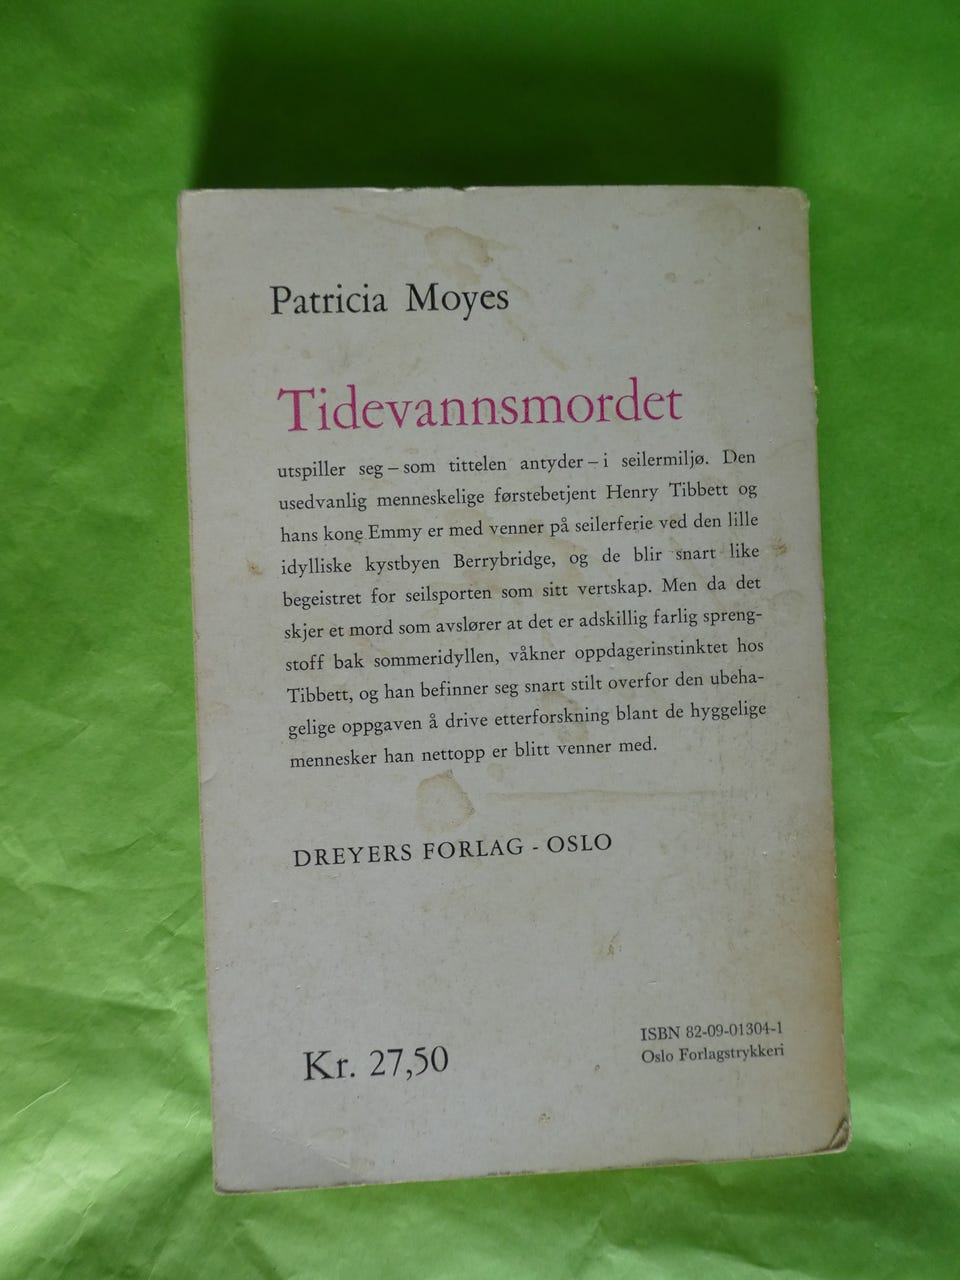 Patricia Moyes
Tidevannsmordet
utspiller seg – som tittelen antyder – i seilermiljø. Den
usedvanlig menneskelige førstebetjent Henry Tibbett og
hans kone Emmy er med venner på seilerferie ved den lille
idylliske kystbyen Berrybridge, og de blir snart like
begeistret for seilsporten som sitt vertskap. Men da det
skjer et mord som avslører at det er adskillig farlig spreng-
stoff bak sommeridyllen, våkner oppdagerinstinktet hos
Tibbett, og han befinner seg snart stilt overfor den ubeha-
gelige oppgaven å drive etterforskning blant de hyggelige
mennesker han nettopp er blitt venner med.
DREYERS FORLAG - OSLO
Kr. 27,50
ISBN 82-09-01304-1
Oslo Forlagstrykkeri